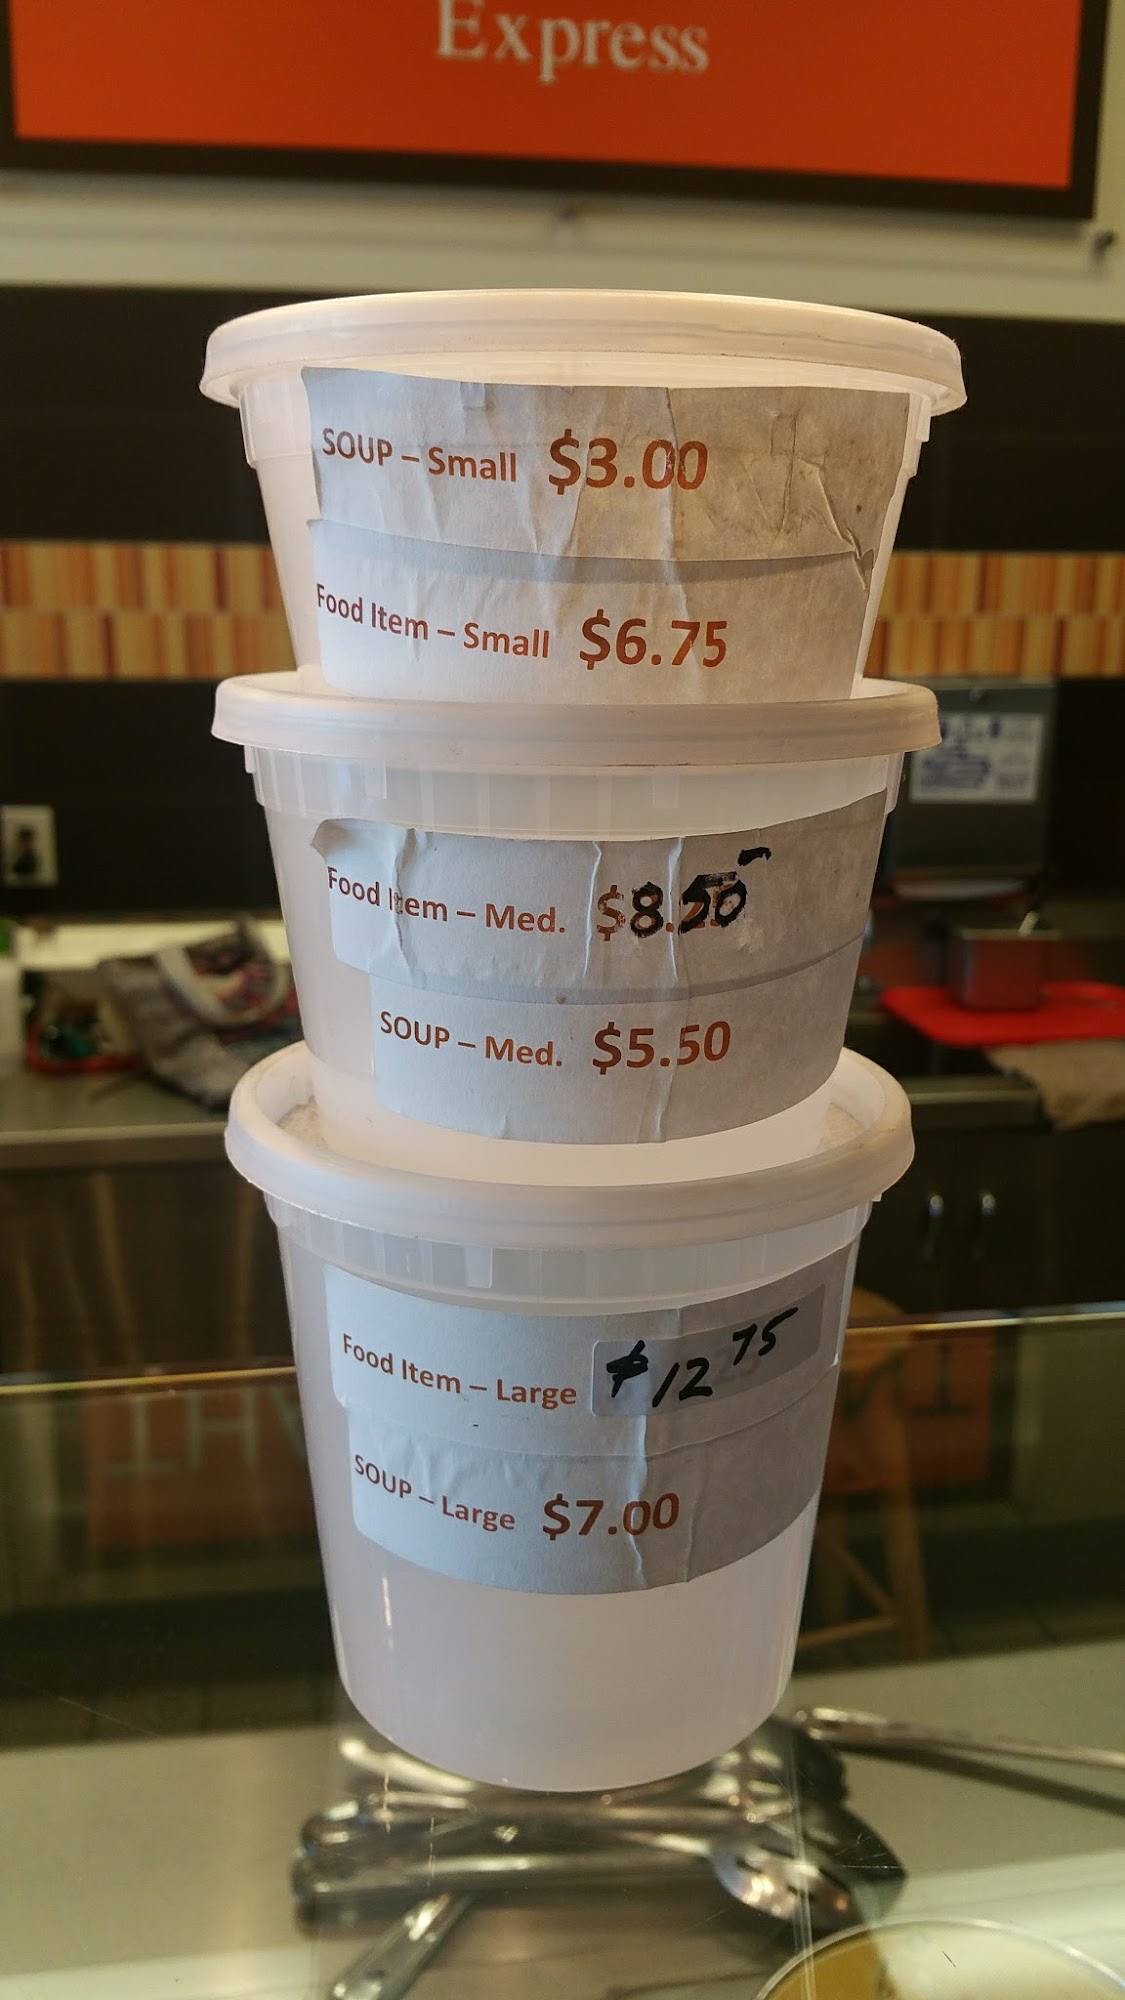 Express
SOUP – Small $3.00
Food Item – Small $6.75
Food Item – Med. $8.50
SOUP – Med. $5.50
Food Item – Large $12 75
SOUP – Large $7.00